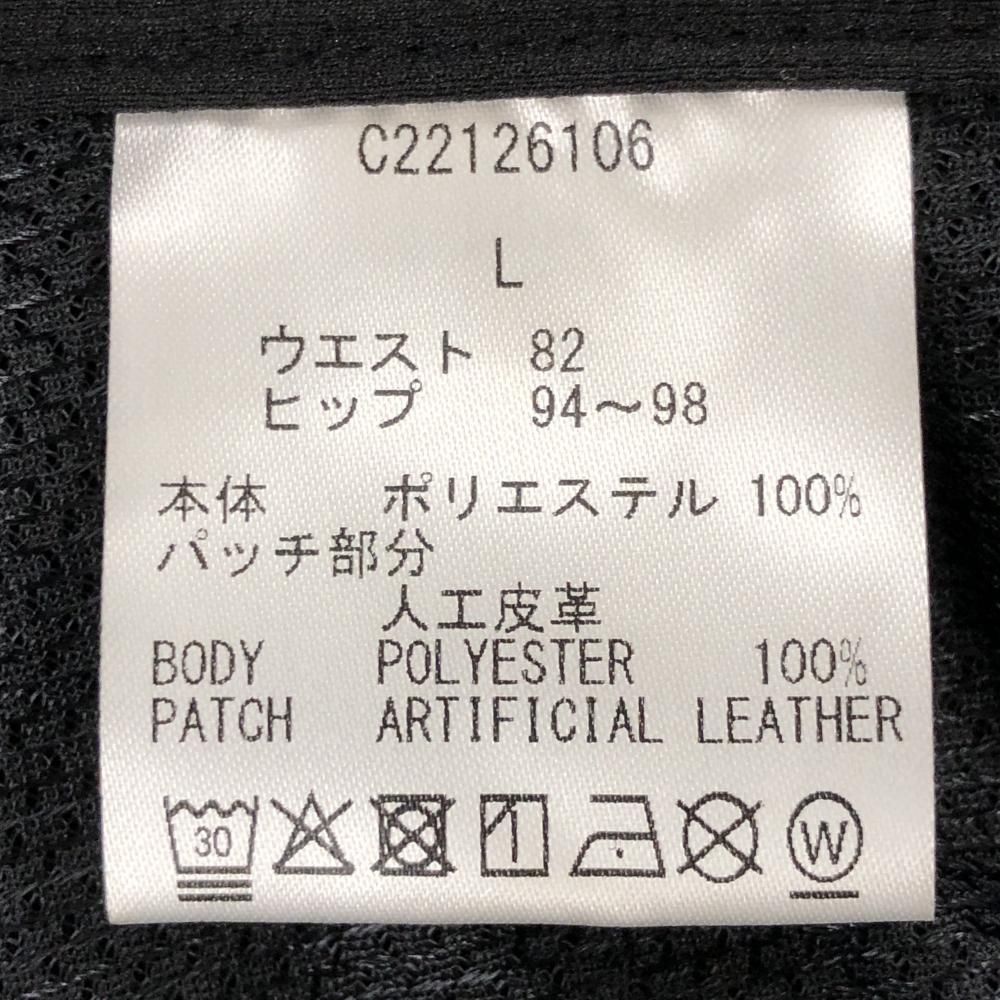 C22126106
L
ウエスト 82
ヒップ 94～98
本体 ポリエステル 100%
パッチ部分
人工皮革
BODY POLYESTER 100%
PATCH ARTIFICIAL LEATHER
30 W